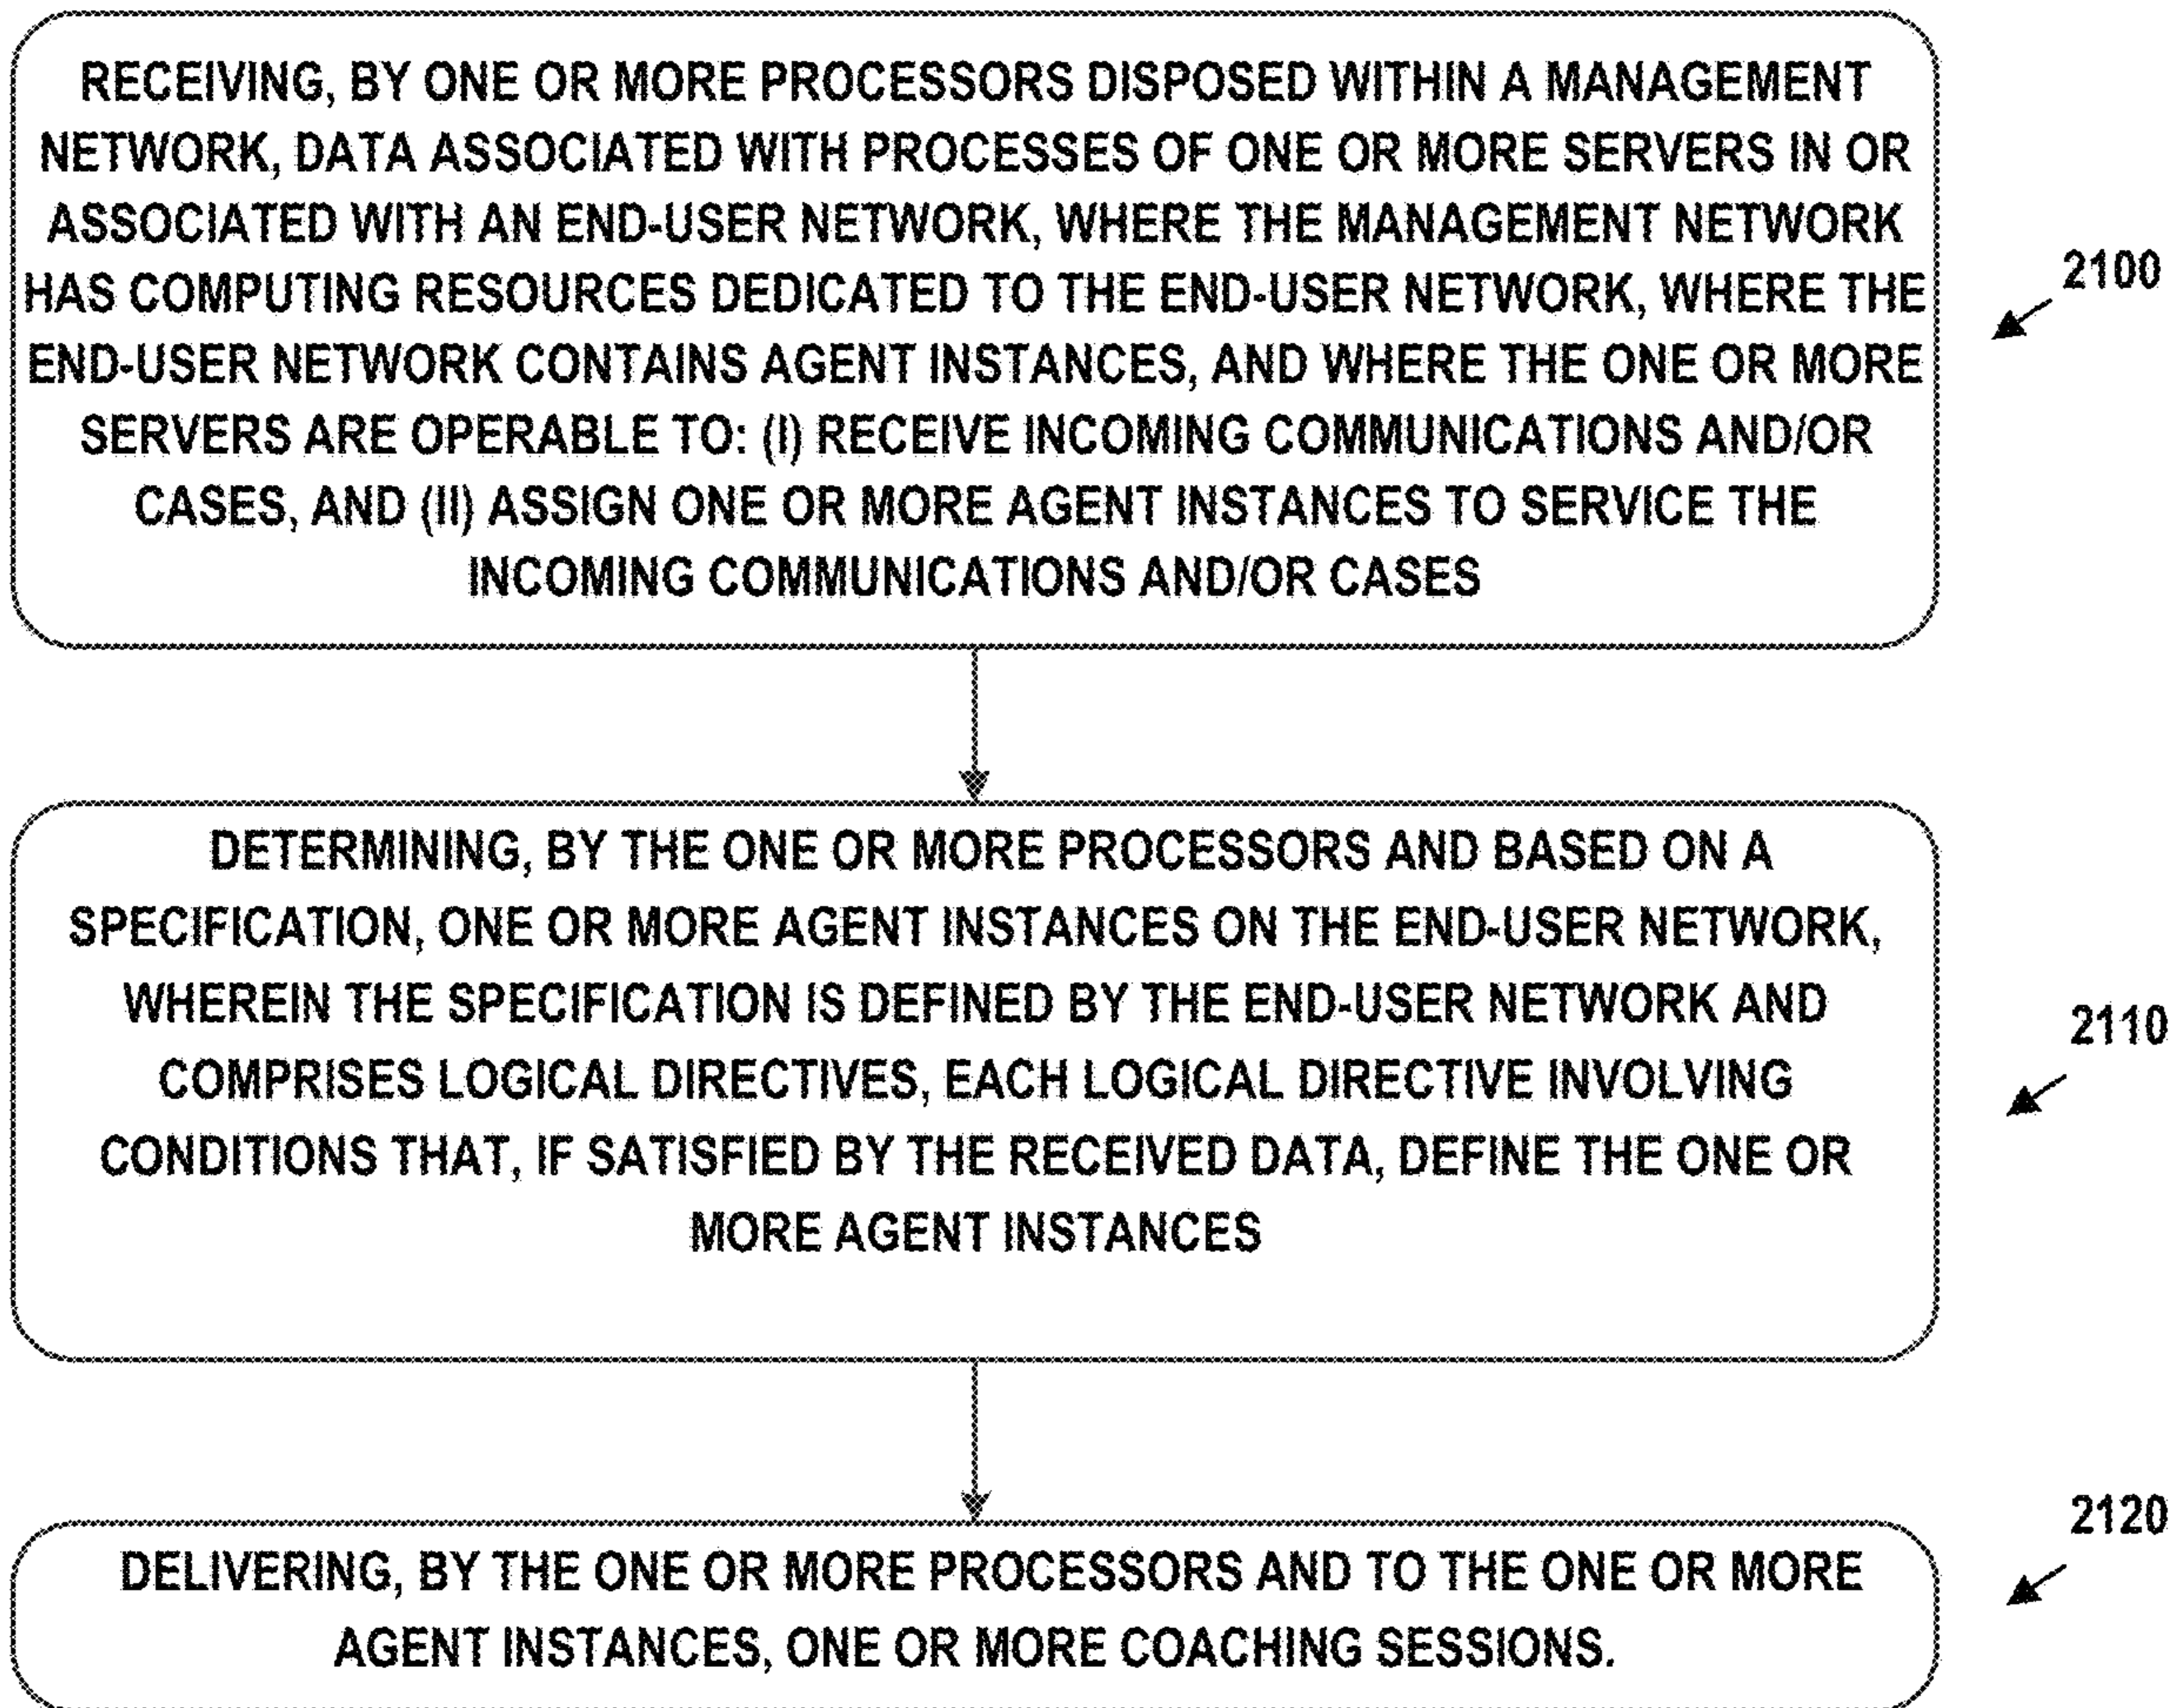 RECEIVING, BY ONE OR MORE PROCESSORS DISPOSED WITHIN A MANAGEMENT
NETWORK, DATA ASSOCIATED WITH PROCESSES OF ONE OR MORE SERVERS IN OR
ASSOCIATED WITH AN END-USER NETWORK, WHERE THE MANAGEMENT NETWORK
HAS COMPUTING RESOURCES DEDICATED TO THE END-USER NETWORK, WHERE THE
END-USER NETWORK CONTAINS AGENT INSTANCES, AND WHERE THE ONE OR MORE
SERVERS ARE OPERABLE TO: (I) RECEIVE INCOMING COMMUNICATIONS AND/OR
CASES, AND (II) ASSIGN ONE OR MORE AGENT INSTANCES TO SERVICE THE
INCOMING COMMUNICATIONS AND/OR CASES
2100
DETERMINING, BY THE ONE OR MORE PROCESSORS AND BASED ON A
SPECIFICATION, ONE OR MORE AGENT INSTANCES ON THE END-USER NETWORK,
WHEREIN THE SPECIFICATION IS DEFINED BY THE END-USER NETWORK AND
COMPRISES LOGICAL DIRECTIVES, EACH LOGICAL DIRECTIVE INVOLVING
CONDITIONS THAT, IF SATISFIED BY THE RECEIVED DATA, DEFINE THE ONE OR
MORE AGENT INSTANCES
2110
DELIVERING, BY THE ONE OR MORE PROCESSORS AND TO THE ONE OR MORE
AGENT INSTANCES, ONE OR MORE COACHING SESSIONS.
2120